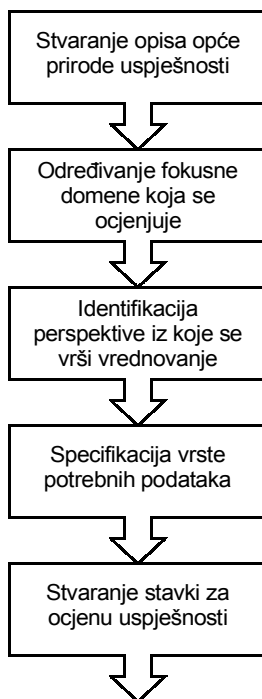 Stvaranje opisa opće
prirode uspješnosti
Određivanje fokusne
domene koja se
ocjenjuje
Identifikacija
perspektive iz koje se
vrši vrednovanje
Specifikacija vrste
potrebnih podataka
Stvaranje stavki za
ocjenu uspješnosti